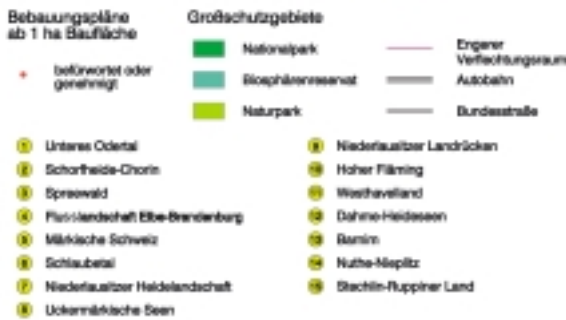 Bebauungspläne
ab 1 ha Baufläche
befürwortet oder
genehmigt
Großschutzgebiete
Nationalpark
Biosphärenreservat
Naturpark
Engerer
Verflechtungsraum
Autobahn
Bundesstraße
1 Unteres Odertal
2 Schorfheide-Chorin
3 Spreewald
4 Flusslandschaft Elbe-Brandenburg
5 Märkische Schweiz
6 Schlaubetal
7 Niederlausitzer Heidelandschaft
8 Uckermärkische Seen
9 Niederlausitzer Landrücken
10 Hoher Fläming
11 Westhavelland
12 Dahme-Heideseen
13 Barnim
14 Nuthe-Nieplitz
15 Stechlin-Ruppiner Land